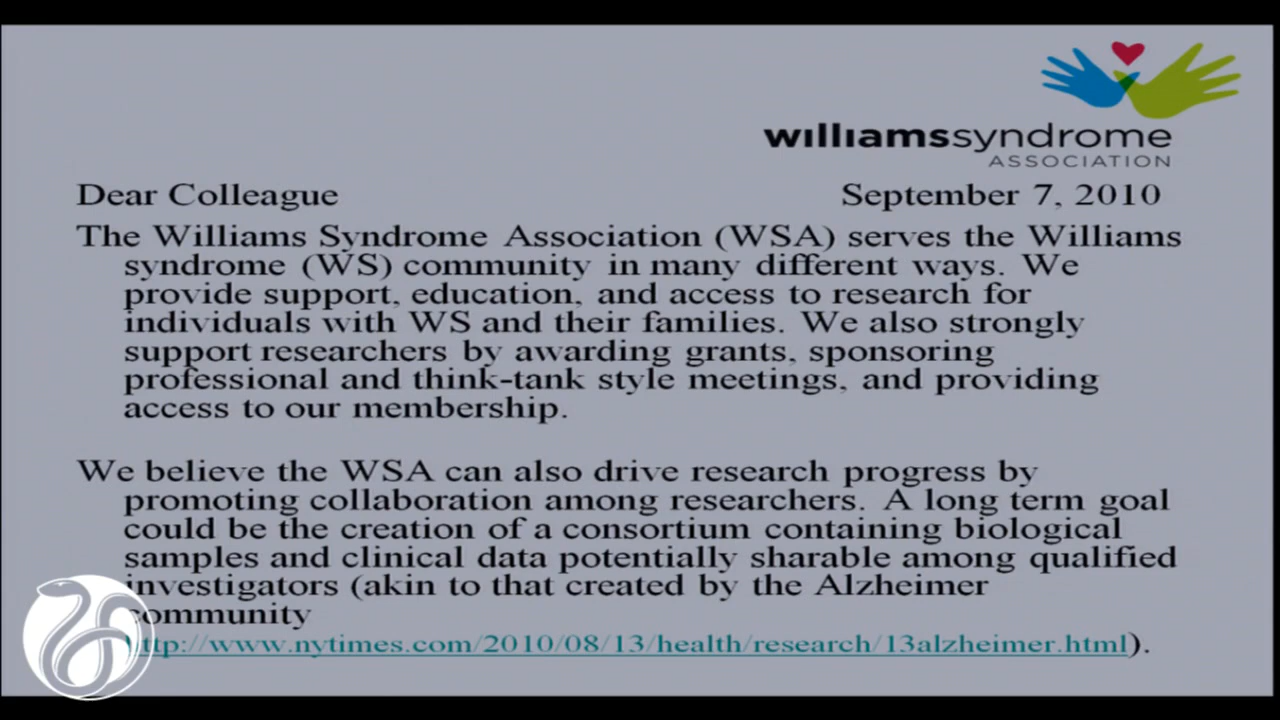 williamssyndrome
ASSOCIATION
Dear Colleague September 7, 2010
The Williams Syndrome Association (WSA) serves the Williams
syndrome (WS) community in many different ways. We
provide support, education, and access to research for
individuals with WS and their families. We also strongly
support researchers by awarding grants, sponsoring
professional and think-tank style meetings, and providing
access to our membership.
We believe the WSA can also drive research progress by
promoting collaboration among researchers. A long term goal
could be the creation of a consortium containing biological
samples and clinical data potentially sharable among qualified
investigators (akin to that created by the Alzheimer
community
http://www.nytimes.com/2010/08/13/health/research/13alzheimer.html).